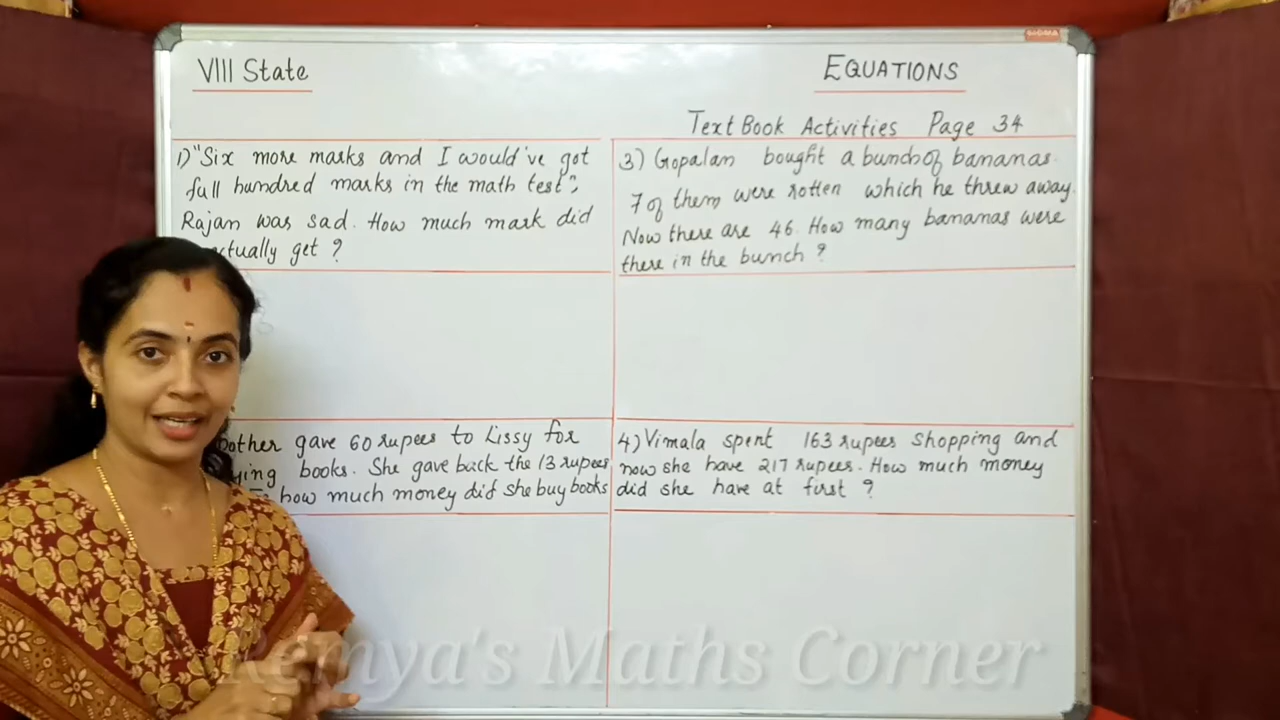 SIGMA
VIII State
EQUATIONS
Text Book Activities Page 34
1) "Six more marks and I would've got
full hundred marks in the math test",
Rajan was sad. How much mark did
actually get ?
3) Gopalan bought a bunch of bananas.
7 of them were rotten which he threw away.
Now there are 46. How many bananas were
there in the bunch ?
gave 60 rupees to Lissy for
books. She gave back the 13 rupees
how much money did she buy books
4) Vimala spent 163 rupees shopping and
now she have 217 rupees. How much money
did she have at first ?
Remya's Maths Corner